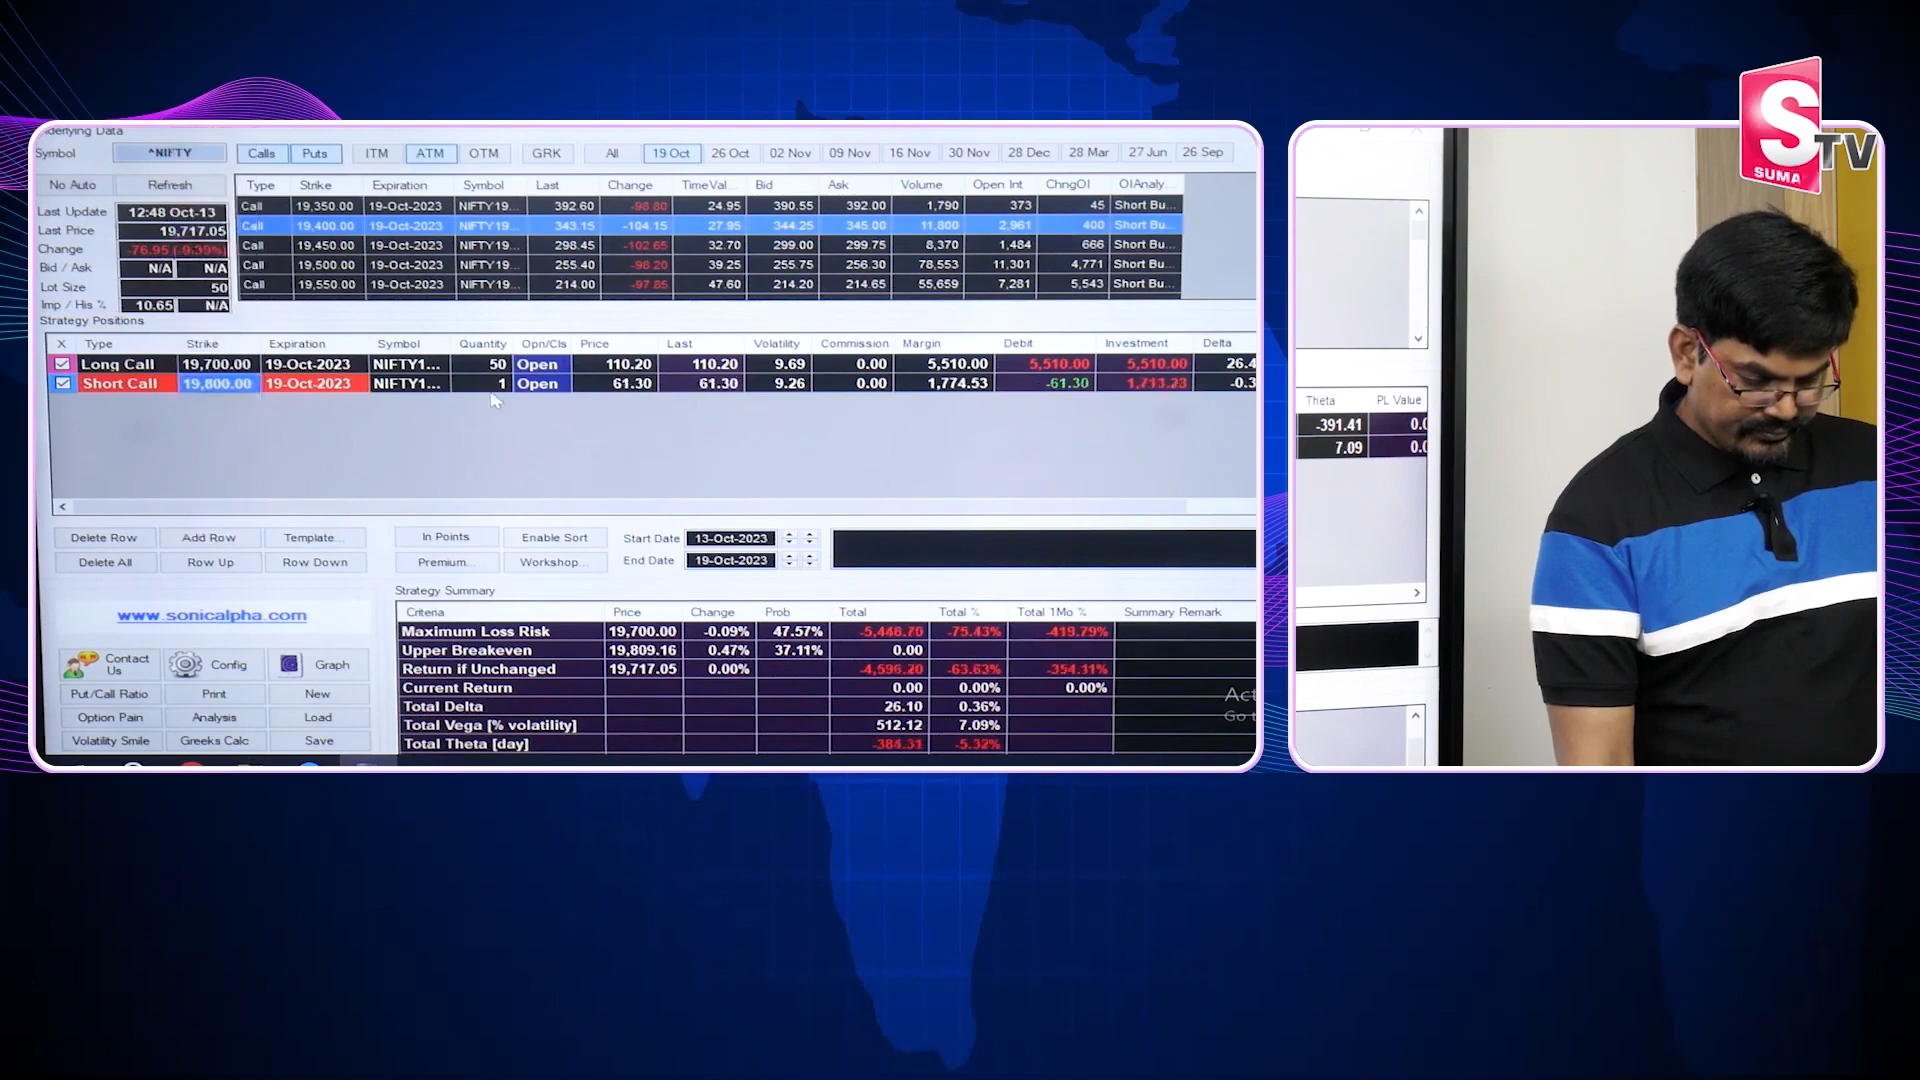 S
TV
SUMA
Underlying Data
Symbol ^NIFTY Calls Puts ITM ATM OTM GRK All 19 Oct 26 Oct 02 Nov 09 Nov 16 Nov 30 Nov 28 Dec 28 Mar 27 Jun 26 Sep
No Auto Refresh Type Strike Expiration Symbol Last Change TimeVal... Bid Ask Volume Open Int ChngOI OIAnaly...
Last Update 12:48 Oct-13 Call 19,350.00 19-Oct-2023 NIFTY19... 392.60 -98.80 24.95 390.55 392.00 1,790 373 45 Short Bu...
Last Price 19,717.05 Call 19,400.00 19-Oct-2023 NIFTY19... 343.15 -104.15 27.95 344.25 345.00 11,800 2,961 400 Short Bu...
Change -76.95 (-0.39%) Call 19,450.00 19-Oct-2023 NIFTY19... 298.45 -102.65 32.70 299.00 299.75 8,370 1,484 666 Short Bu...
Bid / Ask N/A N/A Call 19,500.00 19-Oct-2023 NIFTY19... 255.40 -98.20 39.25 255.75 256.30 78,553 11,301 4,771 Short Bu...
Lot Size 50 Call 19,550.00 19-Oct-2023 NIFTY19... 214.00 -97.85 47.60 214.20 214.65 55,659 7,281 5,543 Short Bu...
Imp / His % 10.65 N/A
Strategy Positions
X Type Strike Expiration Symbol Quantity Opn/Cls Price Last Volatility Commission Margin Debit Investment Delta
Long Call 19,700.00 19-Oct-2023 NIFTY1... 50 Open 110.20 110.20 9.69 0.00 5,510.00 5,510.00 5,510.00 26.4
Short Call 19,800.00 19-Oct-2023 NIFTY1... 1 Open 61.30 61.30 9.26 0.00 1,774.53 -61.30 1,713.23 -0.3
Theta PL Value
-391.41 0.0
7.09 0.0
Delete Row Add Row Template... In Points Enable Sort Start Date 13-Oct-2023
Delete All Row Up Row Down Premium... Workshop... End Date 19-Oct-2023
Strategy Summary
www.sonicalpha.com
Contact Us Config Graph
Put/Call Ratio Print New
Option Pain Analysis Load
Volatility Smile Greeks Calc Save
Criteria Price Change Prob Total Total % Total 1Mo % Summary Remark
Maximum Loss Risk 19,700.00 -0.09% 47.57% -5,448.70 -75.43% -419.79%
Upper Breakeven 19,809.16 0.47% 37.11% 0.00
Return if Unchanged 19,717.05 0.00% -4,596.20 -63.63% -354.11%
Current Return 0.00 0.00% 0.00%
Total Delta 26.10 0.36%
Total Vega [% volatility] 512.12 7.09%
Total Theta [day] -384.31 -5.32%
Act
Go t